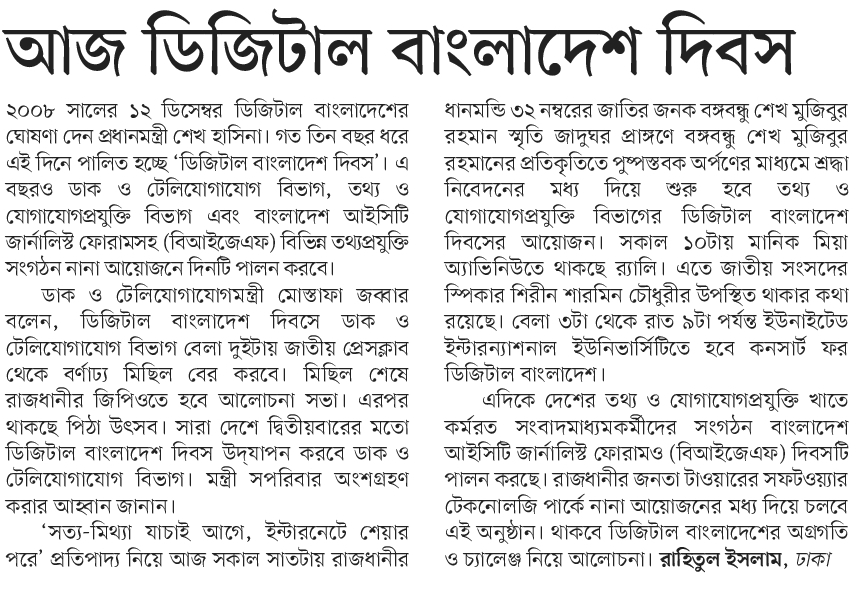 আজ ডিজিটাল বাংলাদেশ দিবস
২০০৮ সালের ১২ ডিসেম্বর ডিজিটাল বাংলাদেশের
ঘোষণা দেন প্রধানমন্ত্রী শেখ হাসিনা। গত তিন বছর ধরে
এই দিনে পালিত হচ্ছে ‘ডিজিটাল বাংলাদেশ দিবস’। এ
বছরও ডাক ও টেলিযোগাযোগ বিভাগ, তথ্য ও
যোগাযোগপ্রযুক্তি বিভাগ এবং বাংলাদেশ আইসিটি
জার্নালিস্ট ফোরামসহ (বিআইজেএফ) বিভিন্ন তথ্যপ্রযুক্তি
সংগঠন নানা আয়োজনে দিনটি পালন করবে।
ডাক ও টেলিযোগাযোগমন্ত্রী মোস্তাফা জব্বার
বলেন, ডিজিটাল বাংলাদেশ দিবসে ডাক ও
টেলিযোগাযোগ বিভাগ বেলা দুইটায় জাতীয় প্রেসক্লাব
থেকে বর্ণাঢ্য মিছিল বের করবে। মিছিল শেষে
রাজধানীর জিপিওতে হবে আলোচনা সভা। এরপর
থাকছে পিঠা উৎসব। সারা দেশে দ্বিতীয়বারের মতো
ডিজিটাল বাংলাদেশ দিবস উদ্‌যাপন করবে ডাক ও
টেলিযোগাযোগ বিভাগ। মন্ত্রী সপরিবার অংশগ্রহণ
করার আহ্বান জানান।
‘সত্য-মিথ্যা যাচাই আগে, ইন্টারনেটে শেয়ার
পরে’ প্রতিপাদ্য নিয়ে আজ সকাল সাতটায় রাজধানীর
ধানমন্ডি ৩২ নম্বরের জাতির জনক বঙ্গবন্ধু শেখ মুজিবুর
রহমান স্মৃতি জাদুঘর প্রাঙ্গণে বঙ্গবন্ধু শেখ মুজিবুর
রহমানের প্রতিকৃতিতে পুষ্পস্তবক অর্পণের মাধ্যমে শ্রদ্ধা
নিবেদনের মধ্য দিয়ে শুরু হবে তথ্য ও
যোগাযোগপ্রযুক্তি বিভাগের ডিজিটাল বাংলাদেশ
দিবসের আয়োজন। সকাল ১০টায় মানিক মিয়া
অ্যাভিনিউতে থাকছে র‍্যালি। এতে জাতীয় সংসদের
স্পিকার শিরীন শারমিন চৌধুরীর উপস্থিত থাকার কথা
রয়েছে। বেলা ৩টা থেকে রাত ৯টা পর্যন্ত ইউনাইটেড
ইন্টারন্যাশনাল ইউনিভার্সিটিতে হবে কনসার্ট ফর
ডিজিটাল বাংলাদেশ।
এদিকে দেশের তথ্য ও যোগাযোগপ্রযুক্তি খাতে
কর্মরত সংবাদমাধ্যমকর্মীদের সংগঠন বাংলাদেশ
আইসিটি জার্নালিস্ট ফোরামও (বিআইজেএফ) দিবসটি
পালন করছে। রাজধানীর জনতা টাওয়ারের সফটওয়্যার
টেকনোলজি পার্কে নানা আয়োজনের মধ্য দিয়ে চলবে
এই অনুষ্ঠান। থাকবে ডিজিটাল বাংলাদেশের অগ্রগতি
ও চ্যালেঞ্জ নিয়ে আলোচনা। রাহিতুল ইসলাম, ঢাকা